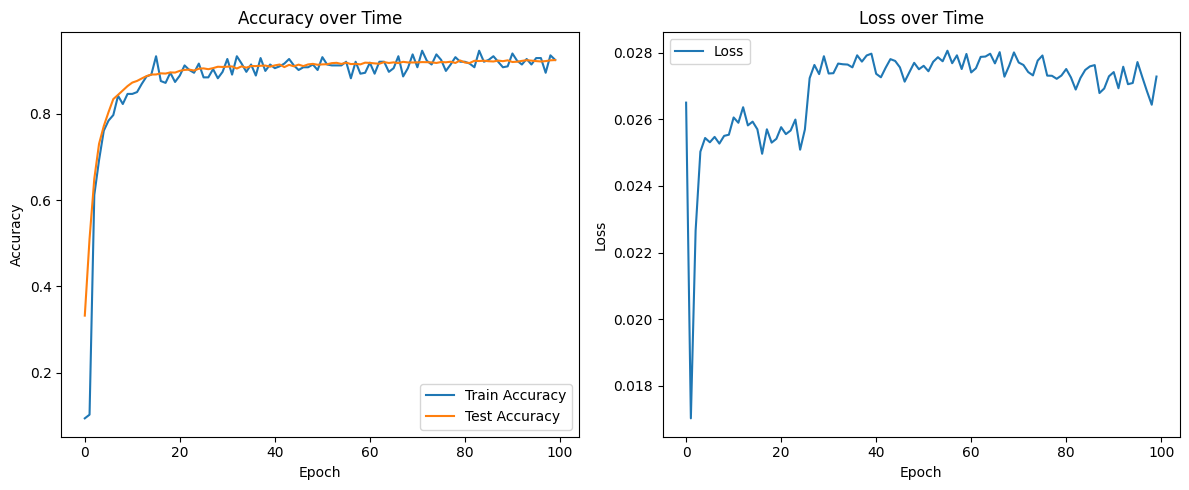 Accuracy over Time
Accuracy
0.8
0.6
0.4
0.2
0 20 40 60 80 100
Epoch
Train Accuracy
Test Accuracy
Loss over Time
Loss
Loss
0.028
0.026
0.024
0.022
0.020
0.018
0 20 40 60 80 100
Epoch